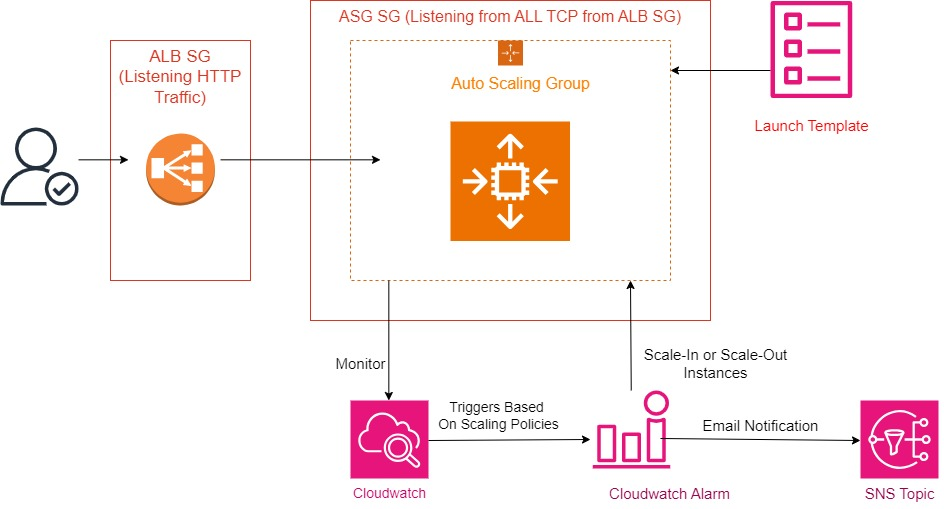 ASG SG (Listening from ALL TCP from ALB SG)
ALB SG
(Listening HTTP
Traffic)
Auto Scaling Group
Launch Template
Monitor
Scale-In or Scale-Out
Instances
Triggers Based
On Scaling Policies
Email Notification
Cloudwatch
Cloudwatch Alarm
SNS Topic